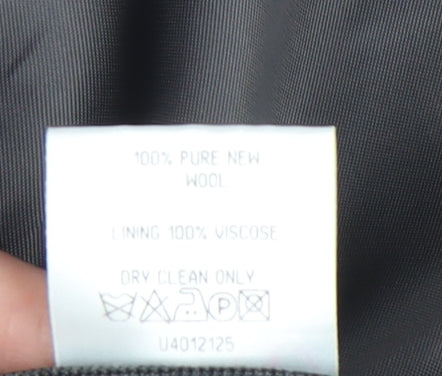 100% PURE NEW
WOOL
LINING 100% VISCOSE
DRY CLEAN ONLY
P
U4012125